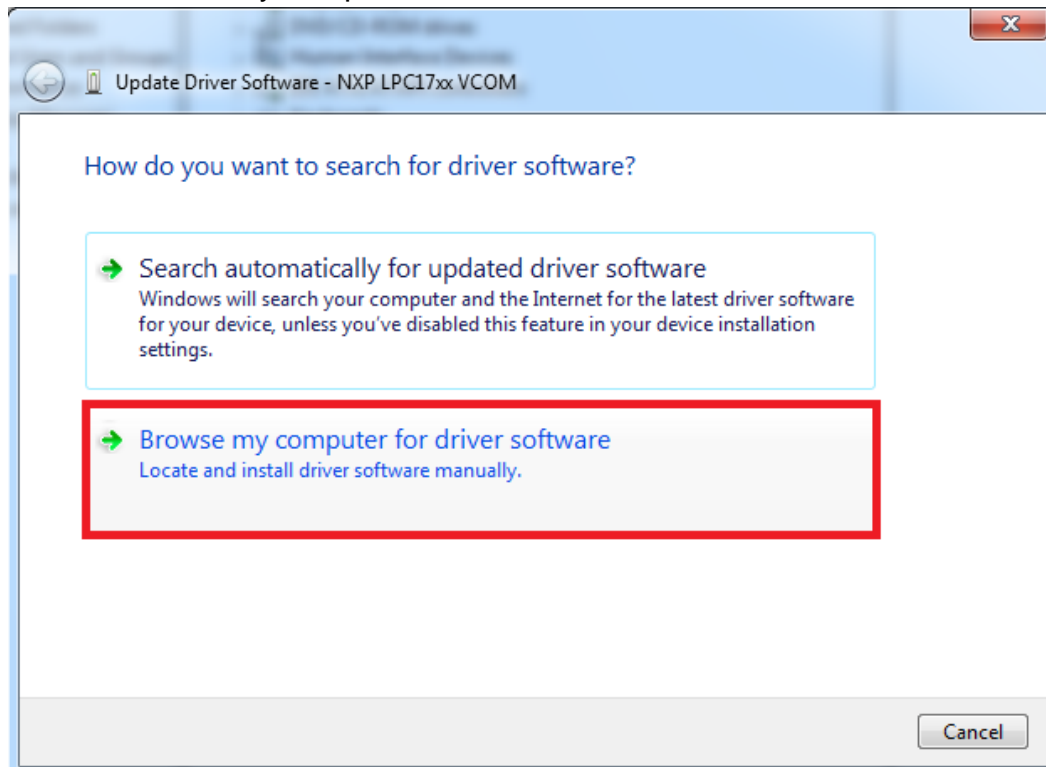 Update Driver Software - NXP LPC17xx VCOM
How do you want to search for driver software?
Search automatically for updated driver software
Windows will search your computer and the Internet for the latest driver software
for your device, unless you've disabled this feature in your device installation
settings.
Browse my computer for driver software
Locate and install driver software manually.
Cancel